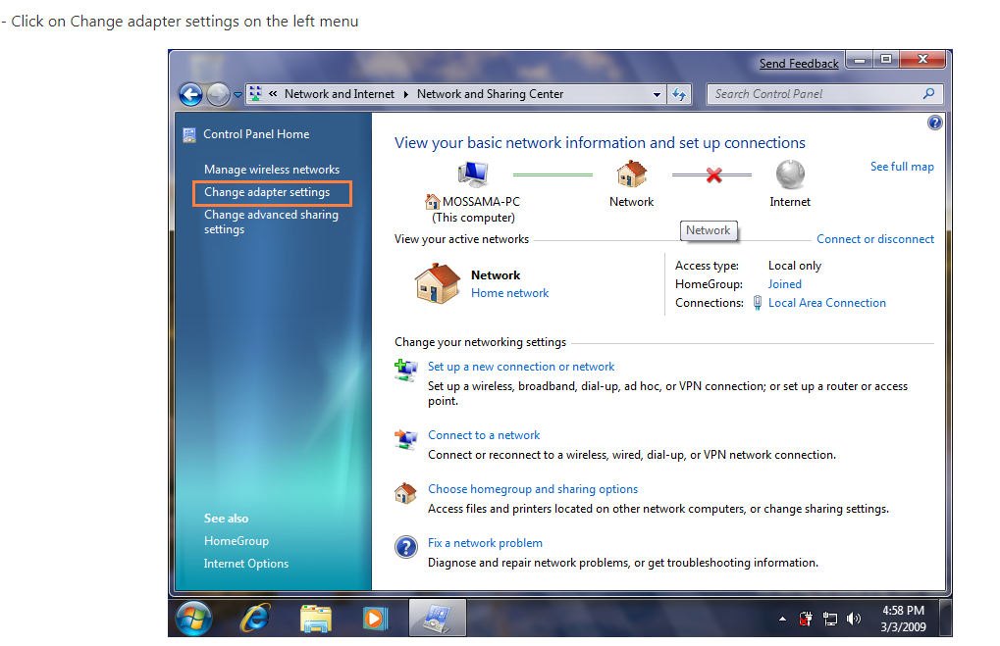 - Click on Change adapter settings on the left menu
Send Feedback
« Network and Internet ▸ Network and Sharing Center
Search Control Panel
Control Panel Home
Manage wireless networks
Change adapter settings
Change advanced sharing
settings
See also
HomeGroup
Internet Options
View your basic network information and set up connections
See full map
MOSSAMA-PC
(This computer)
Network
Internet
Network
View your active networks
Connect or disconnect
Network
Home network
Access type: Local only
HomeGroup: Joined
Connections: Local Area Connection
Change your networking settings
Set up a new connection or network
Set up a wireless, broadband, dial-up, ad hoc, or VPN connection; or set up a router or access
point.
Connect to a network
Connect or reconnect to a wireless, wired, dial-up, or VPN network connection.
Choose homegroup and sharing options
Access files and printers located on other network computers, or change sharing settings.
Fix a network problem
Diagnose and repair network problems, or get troubleshooting information.
4:58 PM
3/3/2009